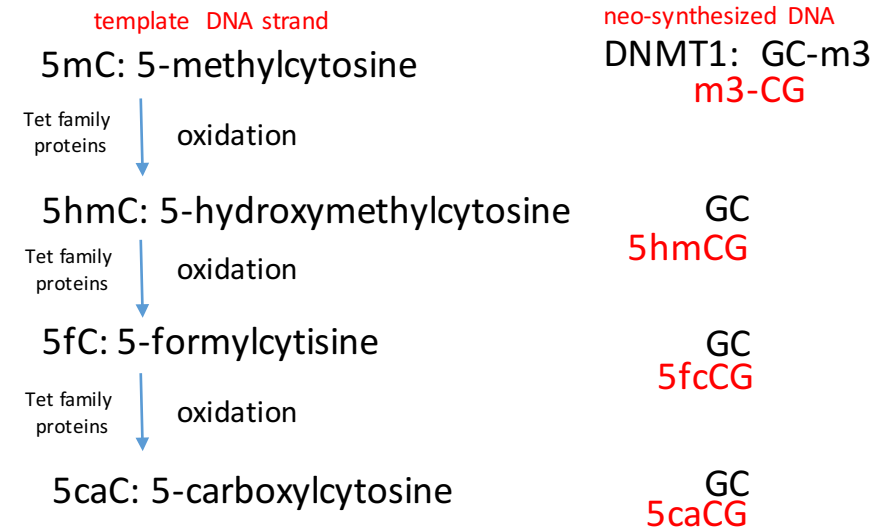 template DNA strand
neo-synthesized DNA
5mC: 5-methylcytosine
DNMT1: GC-m3
m3-CG
Tet family
proteins
oxidation
5hmC: 5-hydroxymethylcytosine
GC
5hmCG
Tet family
proteins
oxidation
5fC: 5-formylcytisine
GC
5fcCG
Tet family
proteins
oxidation
5caC: 5-carboxylcytosine
GC
5caCG